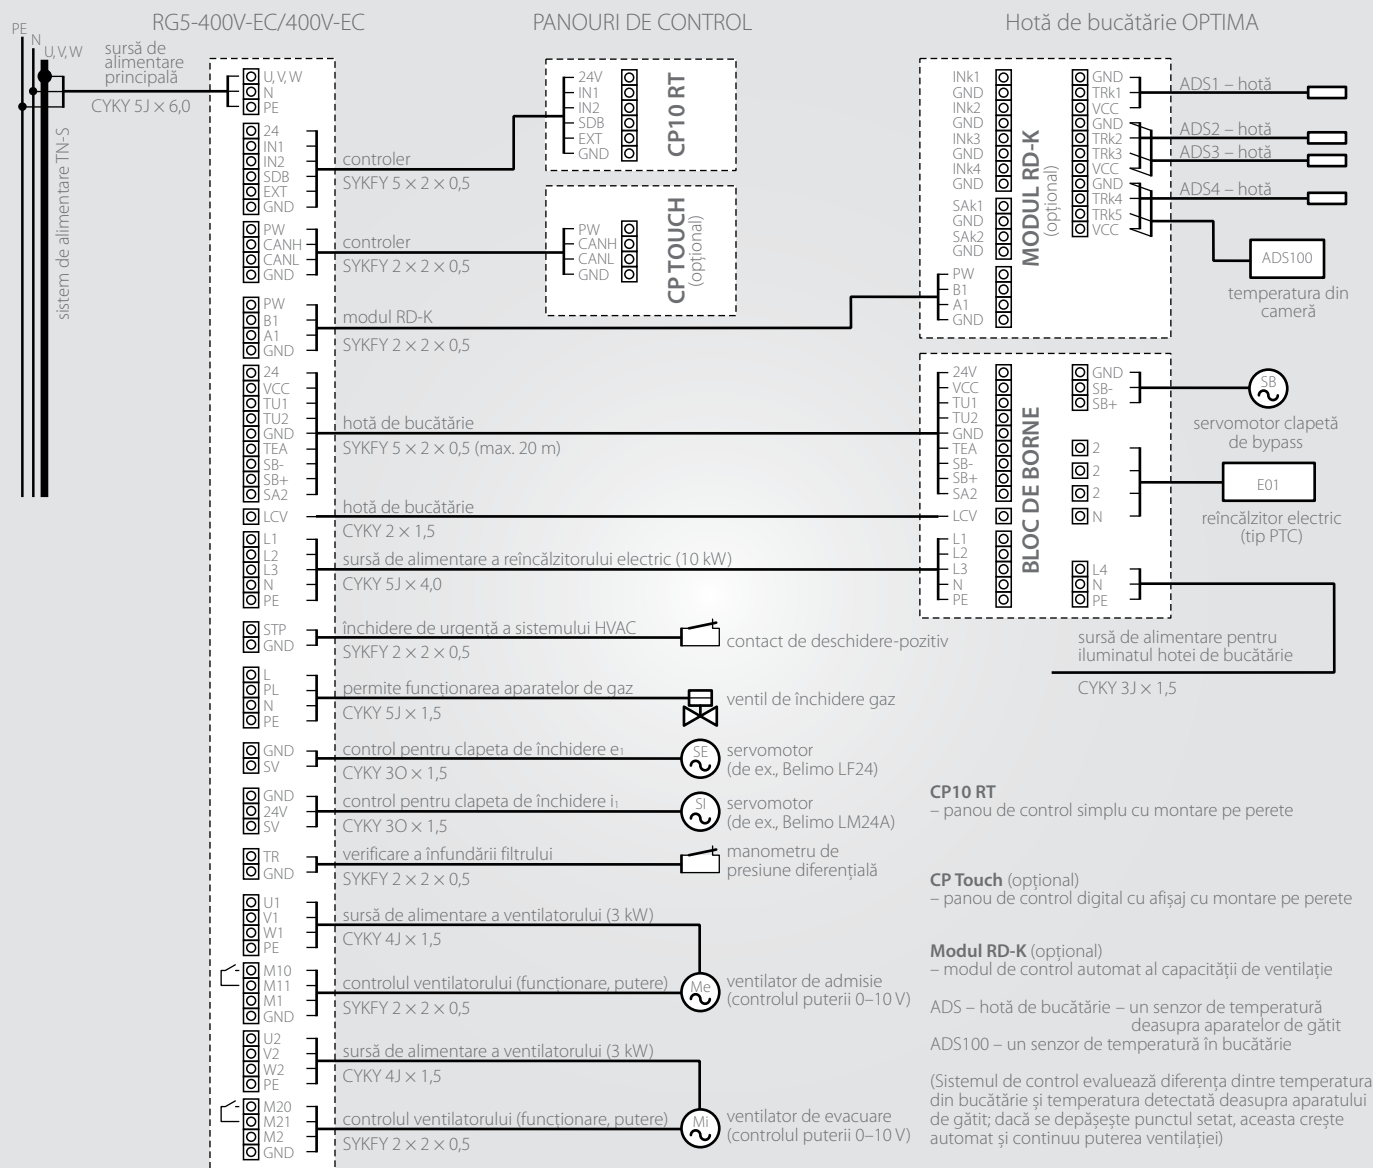 RG5-400V-EC/400V-EC
PANOURI DE CONTROL
Hotă de bucătărie OPTIMA
PE
N
U, V, W
sursă de
alimentare
principală
CYKY 5J × 6,0
sistem de alimentare TN-S
U, V, W
N
PE
24
IN1
IN2
SDB
EXT
GND
controler
SYKFY 5 × 2 × 0,5
PW
CANH
CANL
GND
controler
SYKFY 2 × 2 × 0,5
PW
B1
A1
GND
modul RD-K
SYKFY 2 × 2 × 0,5
24
VCC
TU1
TU2
GND
TEA
SB-
SB+
SA2
hotă de bucătărie
SYKFY 5 × 2 × 0,5 (max. 20 m)
LCV
hotă de bucătărie
CYKY 2 × 1,5
L1
L2
L3
N
PE
sursă de alimentare a reîncălzitorului electric (10 kW)
CYKY 5J × 4,0
STP
GND
închidere de urgență a sistemului HVAC
SYKFY 2 × 2 × 0,5
contact de deschidere-pozitiv
L
PL
N
PE
permite funcționarea aparatelor de gaz
CYKY 5J × 1,5
ventil de închidere gaz
GND
SV
control pentru clapeta de închidere e1
CYKY 3O × 1,5
SE
servomotor
(de ex., Belimo LF24)
GND
24V
SV
control pentru clapeta de închidere i1
CYKY 3O × 1,5
SI
servomotor
(de ex., Belimo LM24A)
TR
GND
verificare a înfundării filtrului
SYKFY 2 × 2 × 0,5
manometru de
presiune diferențială
U1
V1
W1
PE
sursă de alimentare a ventilatorului (3 kW)
CYKY 4J × 1,5
M10
M11
M1
GND
controlul ventilatorului (funcționare, putere)
SYKFY 2 × 2 × 0,5
Me
ventilator de admisie
(controlul puterii 0–10 V)
U2
V2
W2
PE
sursă de alimentare a ventilatorului (3 kW)
CYKY 4J × 1,5
M20
M21
M2
GND
controlul ventilatorului (funcționare, putere)
SYKFY 2 × 2 × 0,5
Mi
ventilator de evacuare
(controlul puterii 0–10 V)
24V
IN1
IN2
SDB
EXT
GND
CP10 RT
PW
CANH
CANL
GND
CP TOUCH
(opțional)
INk1
GND
INk2
GND
INk3
GND
INk4
GND
SAk1
GND
SAk2
GND
PW
B1
A1
GND
MODUL RD-K
(opțional)
GND
TRk1
VCC
GND
TRk2
TRk3
VCC
GND
TRk4
TRk5
VCC
ADS1 – hotă
ADS2 – hotă
ADS3 – hotă
ADS4 – hotă
ADS100
temperatura din
cameră
24V
VCC
TU1
TU2
GND
TEA
SB-
SB+
SA2
LCV
L1
L2
L3
N
PE
BLOC DE BORNE
GND
SB-
SB+
2
2
2
N
L4
N
PE
SB
servomotor clapetă
de bypass
E01
reîncălzitor electric
(tip PTC)
sursă de alimentare pentru
iluminatul hotei de bucătărie
CYKY 3J × 1,5
CP10 RT
– panou de control simplu cu montare pe perete
CP Touch (opțional)
– panou de control digital cu afișaj cu montare pe perete
Modul RD-K (opțional)
– modul de control automat al capacității de ventilație
ADS – hotă de bucătărie – un senzor de temperatură
deasupra aparatelor de gătit
ADS100 – un senzor de temperatură în bucătărie
(Sistemul de control evaluează diferența dintre temperatura
din bucătărie și temperatura detectată deasupra aparatului
de gătit; dacă se depășește punctul setat, aceasta crește
automat și continuu puterea ventilației)